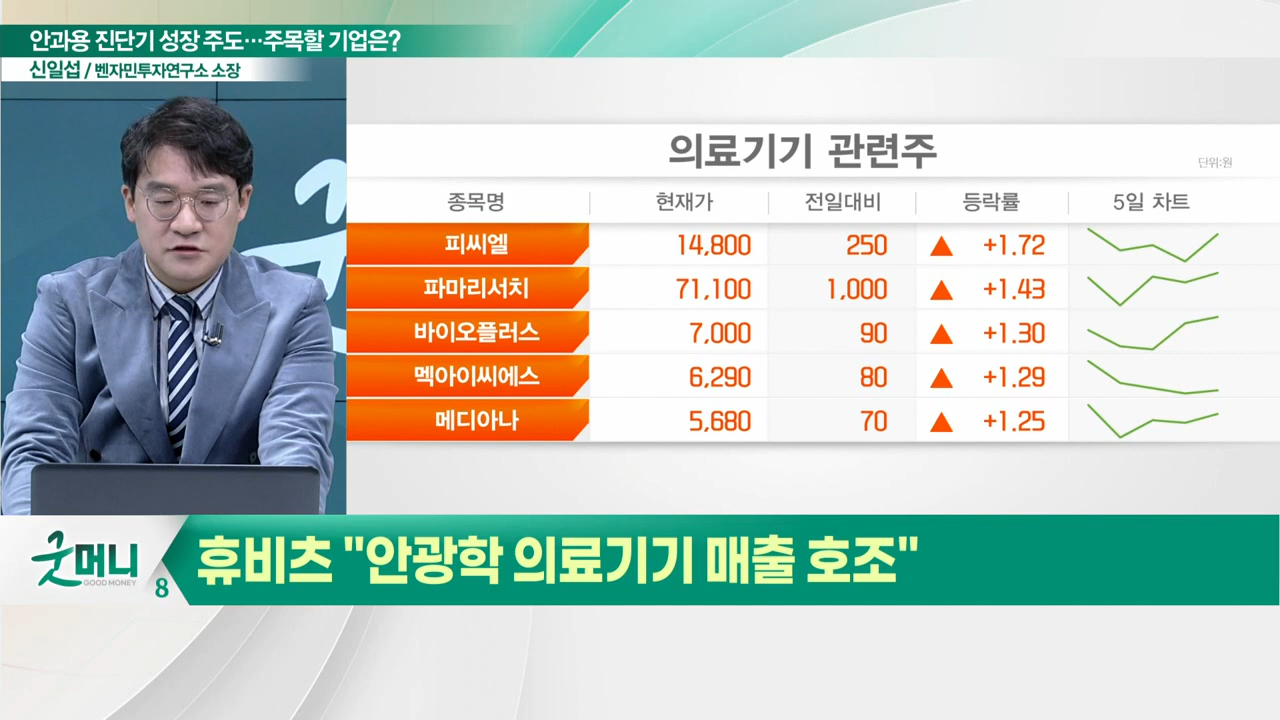 안과용 진단기 성장 주도…주목할 기업은?
신일섭 / 벤자민투자연구소 소장
의료기기 관련주
단위:원
종목명 현재가 전일대비 등락률 5일 차트
피씨엘 14,800 250 ▲ +1.72
파마리서치 71,100 1,000 ▲ +1.43
바이오플러스 7,000 90 ▲ +1.30
멕아이씨에스 6,290 80 ▲ +1.29
메디아나 5,680 70 ▲ +1.25
굿머니
GOOD MONEY
8
휴비츠 "안광학 의료기기 매출 호조"